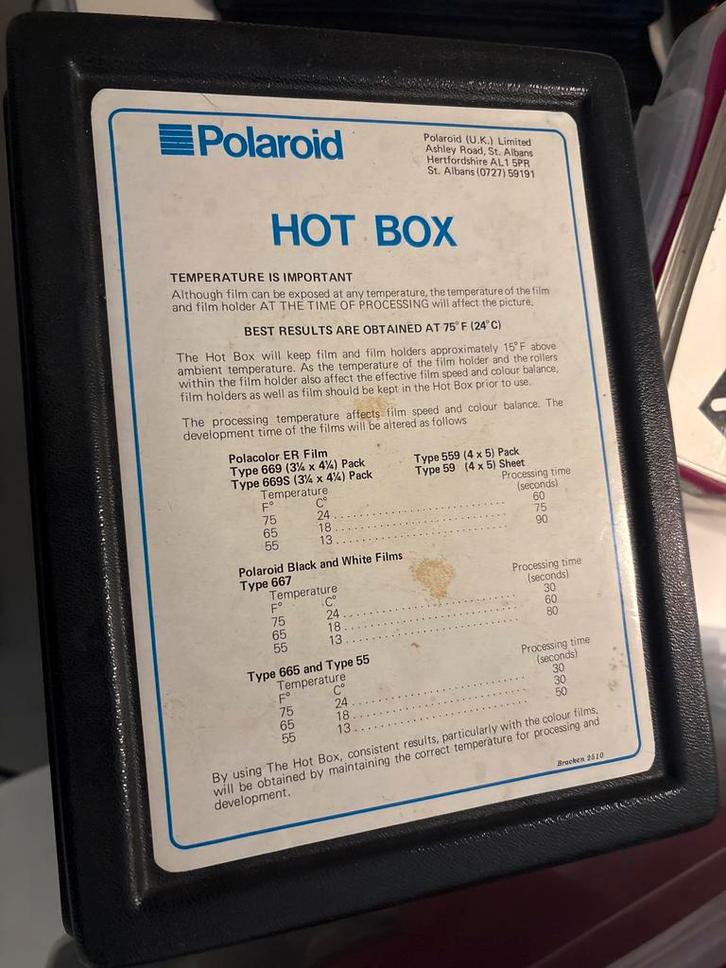 Polaroid
Polaroid (U.K.) Limited
Ashley Road, St. Albans
Hertfordshire AL1 5PR
St. Albans (0727) 59191
HOT BOX
TEMPERATURE IS IMPORTANT
Although film can be exposed at any temperature, the temperature of the film
and film holder AT THE TIME OF PROCESSING will affect the picture.
BEST RESULTS ARE OBTAINED AT 75°F (24°C)
The Hot Box will keep film and film holders approximately 15°F above
ambient temperature. As the temperature of the film holder and the rollers
within the film holder also affect the effective film speed and colour balance,
film holders as well as film should be kept in the Hot Box prior to use.
The processing temperature affects film speed and colour balance. The
development time of the films will be altered as follows
Polacolor ER Film
Type 669 (3¼ x 4¼) Pack Type 559 (4 x 5) Pack
Type 669S (3¼ x 4¼) Pack Type 59 (4 x 5) Sheet
Temperature Processing time
F° C° (seconds)
75 24 60
65 18 75
55 13 90
Polaroid Black and White Films
Type 667
Temperature Processing time
F° C° (seconds)
75 24 30
65 18 60
55 13 80
Type 665 and Type 55
Temperature Processing time
F° C° (seconds)
75 24 30
65 18 30
55 13 50
By using The Hot Box, consistent results, particularly with the colour films,
will be obtained by maintaining the correct temperature for processing and
development.
Bracken 2510